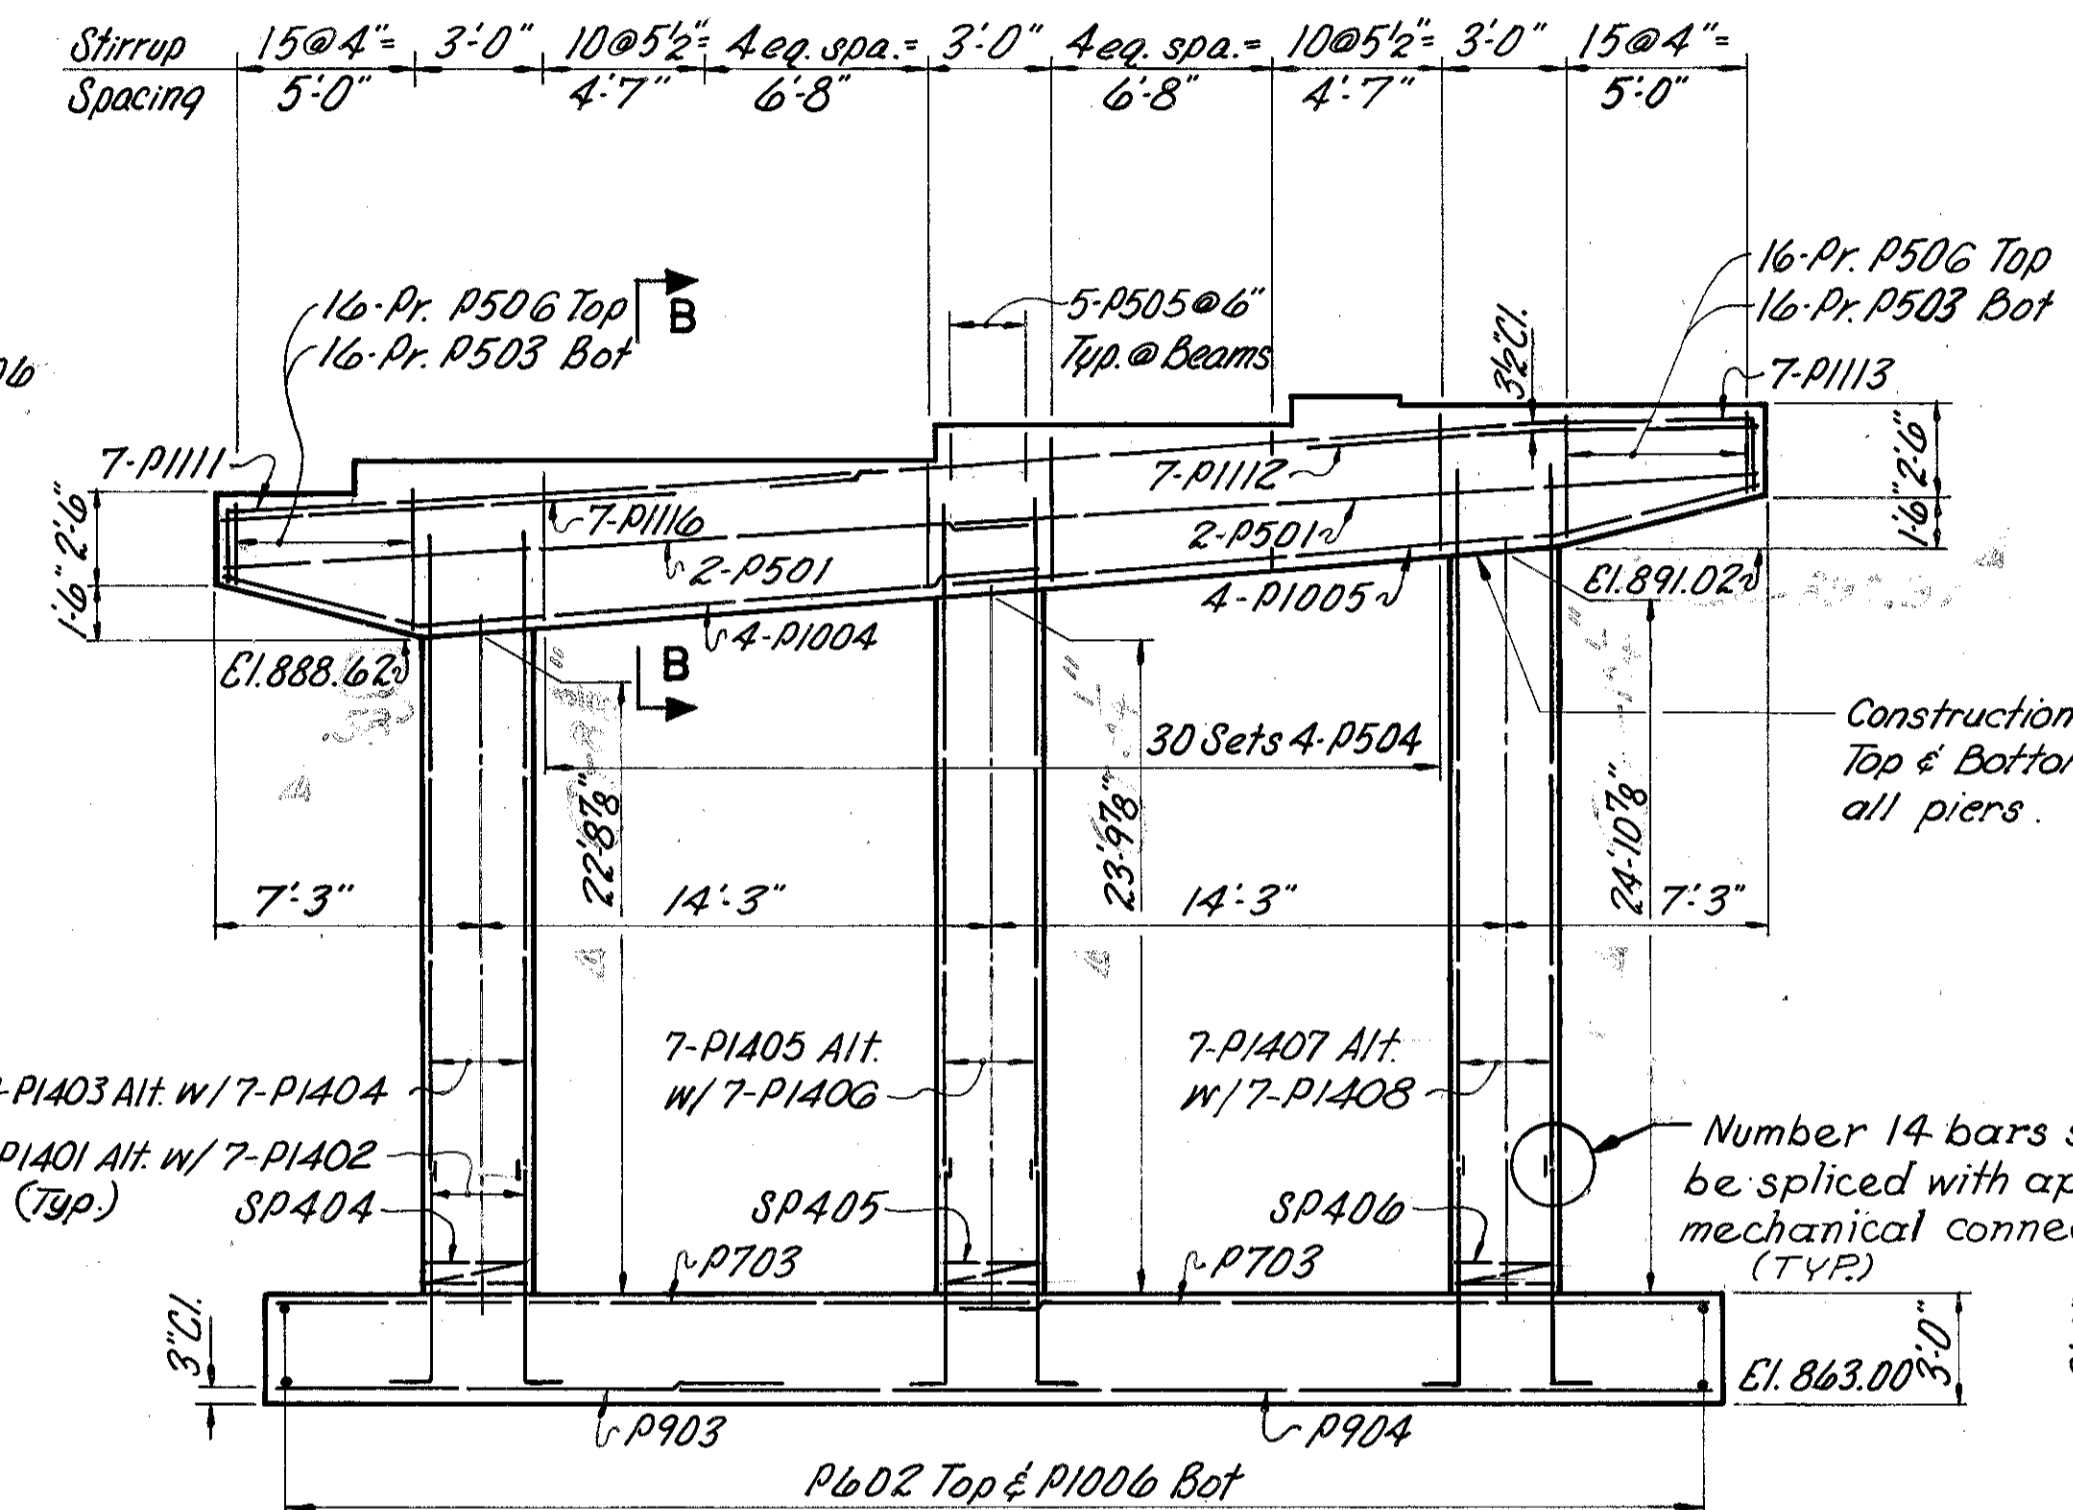 Stirrup 15@4"= 3'-0" 10@5½"= 4eq. spa.= 3'-0" 4eq. spa.= 10@5½"= 3'-0" 15@4"=
Spacing 5'-0" 4'-7" 6'-8" 6'-8" 4'-7" 5'-0"
16-Pr. P506 Top
16-Pr. P503 Bot
B
5-P505@6"
Typ.@Beams
3½"Cl.
16-Pr. P506 Top
16-Pr. P503 Bot
7-P1113
7-P1111
7-P1112
2'-6"
1'-6"
2'-6"
1'-6"
7-P1116
2-P501
2-P501
4-P1005
El.891.02
4-P1004
El.888.62
B
30 Sets 4-P504
Construction
Top & Bottom
all piers.
22'-8⅞"
23'-9⅞"
24'-10⅞"
7'-3" 14'-3" 14'-3" 7'-3"
7-P1405 Alt.
w/7-P1406
7-P1407 Alt.
w/7-P1408
-P1403 Alt. w/7-P1404
P1401 Alt. w/ 7-P1402
(Typ.)
SP404
SP405
SP406
Number 14 bars s
be spliced with ap
mechanical conne
(TYP.)
P703
P703
3"Cl.
El. 863.00
3'-0"
P903
P904
P602 Top & P1006 Bot